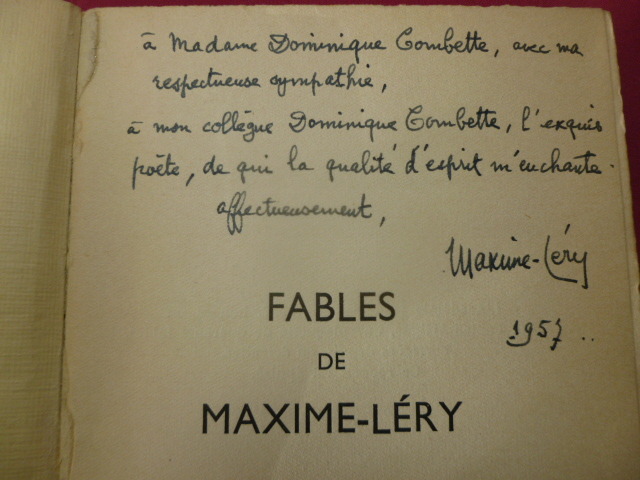 à Madame Dominique Combette, avec ma
respectueuse sympathie,
à mon collègue Dominique Combette, l'exquis
poète, de qui la qualité d'esprit m'enchante.
affectueusement,
Maxime-Léry
1957..
FABLES
DE
MAXIME-LÉRY